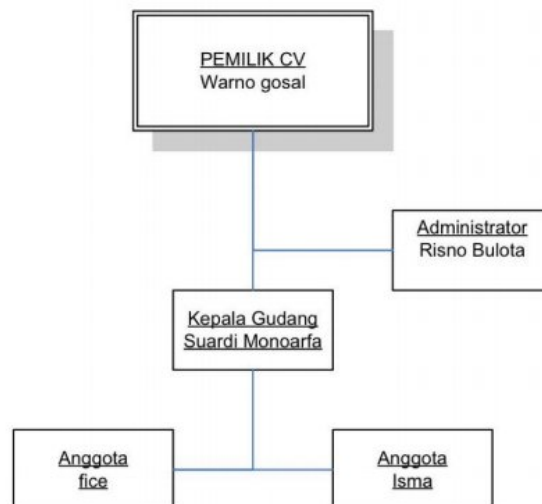 PEMILIK CV
Warno gosal
Administrator
Risno Bulota
Kepala Gudang
Suardi Monoarfa
Anggota
fice
Anggota
Isma